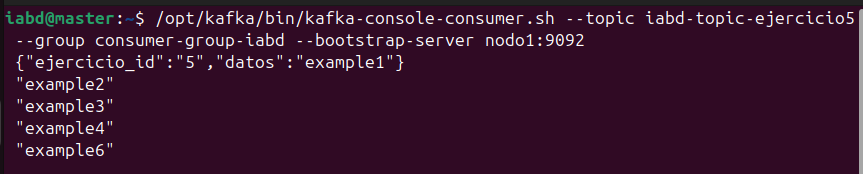 iabd@master:~$ /opt/kafka/bin/kafka-console-consumer.sh --topic iabd-topic-ejercicio5
--group consumer-group-iabd --bootstrap-server nodo1:9092
{"ejercicio_id":"5","datos":"example1"}
"example2"
"example3"
"example4"
"example6"